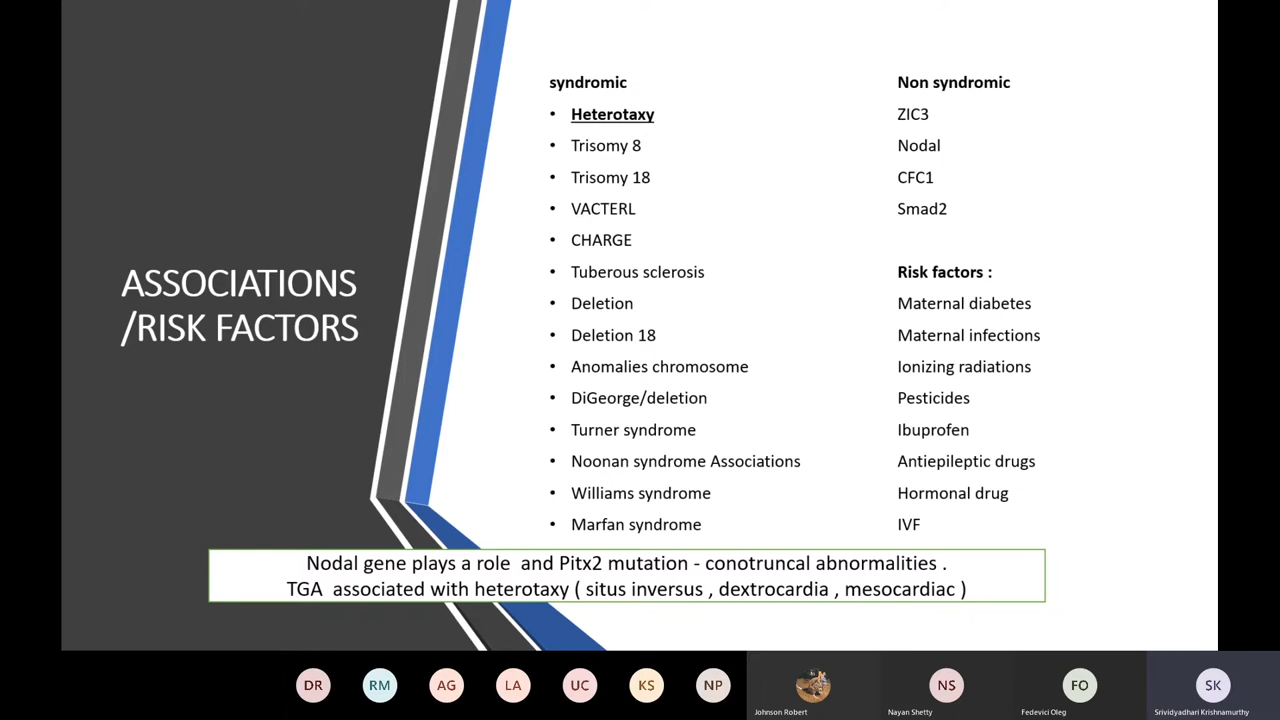 ASSOCIATIONS
/RISK FACTORS
syndromic
• Heterotaxy
• Trisomy 8
• Trisomy 18
• VACTERL
• CHARGE
• Tuberous sclerosis
• Deletion
• Deletion 18
• Anomalies chromosome
• DiGeorge/deletion
• Turner syndrome
• Noonan syndrome Associations
• Williams syndrome
• Marfan syndrome
Non syndromic
ZIC3
Nodal
CFC1
Smad2
Risk factors :
Maternal diabetes
Maternal infections
Ionizing radiations
Pesticides
Ibuprofen
Antiepileptic drugs
Hormonal drug
IVF
Nodal gene plays a role and Pitx2 mutation - conotruncal abnormalities .
TGA associated with heterotaxy ( situs inversus , dextrocardia , mesocardiac )
DR RM AG LA UC KS NP NS FO SK
Johnson Robert Nayan Shetty Fedevici Oleg Srividyadhari Krishnamurthy